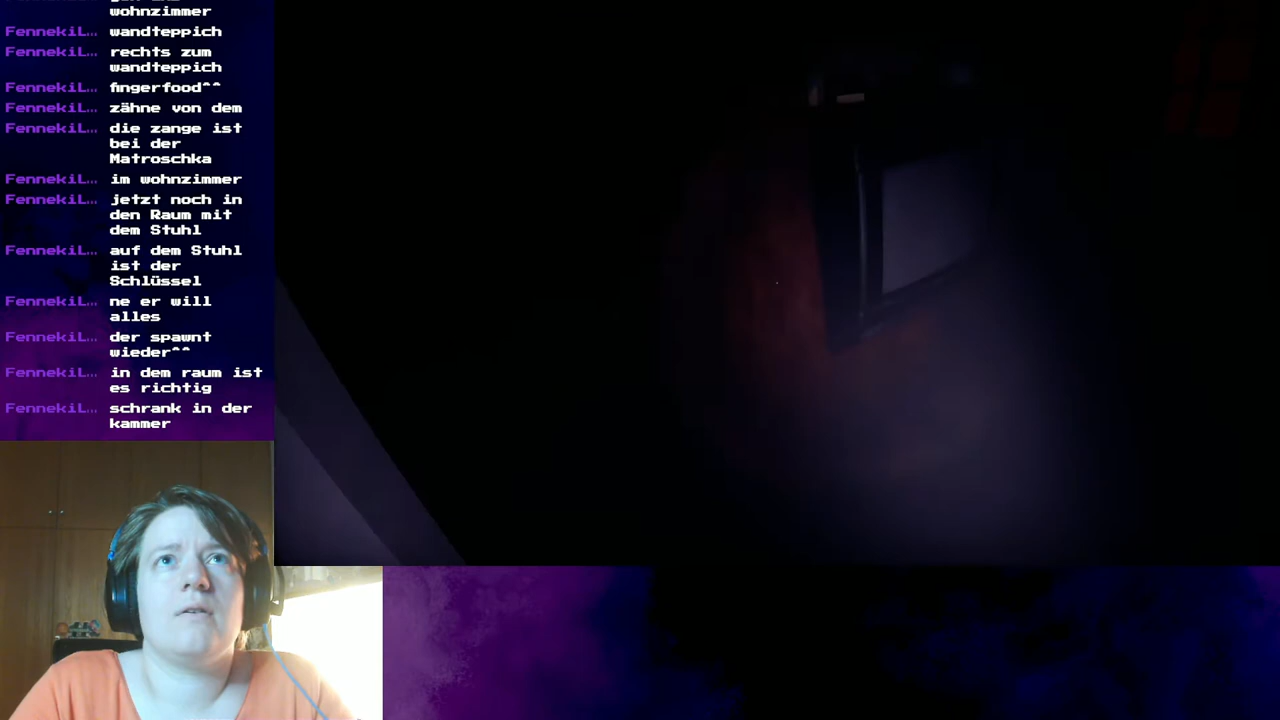 wohnzimmer
FennekiL… wandteppich
FennekiL… rechts zum
wandteppich
FennekiL… fingerfood^^
FennekiL… zähne von dem
FennekiL… die zange ist
bei der
Matroschka
FennekiL… im wohnzimmer
FennekiL… jetzt noch in
den Raum mit
dem Stuhl
FennekiL… auf dem Stuhl
ist der
Schlüssel
FennekiL… ne er will
alles
FennekiL… der spawnt
wieder^^
FennekiL… in dem raum ist
es richtig
FennekiL… schrank in der
kammer